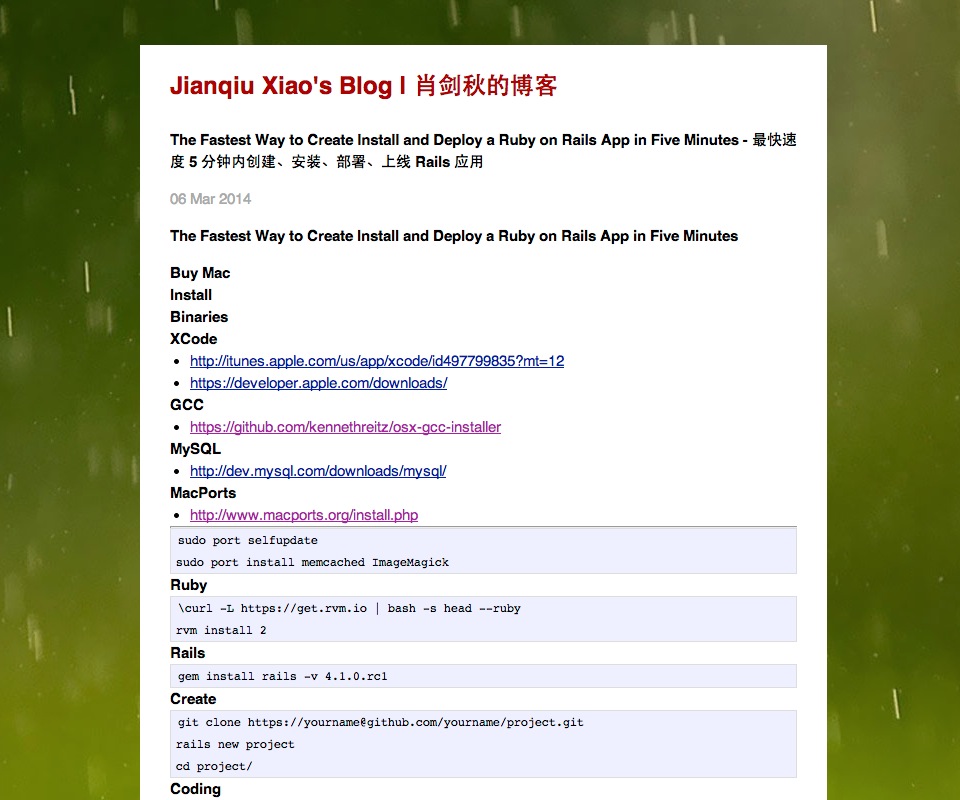 Jianqiu Xiao's Blog | 肖剑秋的博客
The Fastest Way to Create Install and Deploy a Ruby on Rails App in Five Minutes - 最快速
度 5 分钟内创建、安装、部署、上线 Rails 应用
06 Mar 2014
The Fastest Way to Create Install and Deploy a Ruby on Rails App in Five Minutes
Buy Mac
Install
Binaries
XCode
• http://itunes.apple.com/us/app/xcode/id497799835?mt=12
• https://developer.apple.com/downloads/
GCC
• https://github.com/kennethreitz/osx-gcc-installer
MySQL
• http://dev.mysql.com/downloads/mysql/
MacPorts
• http://www.macports.org/install.php
sudo port selfupdate
sudo port install memcached ImageMagick
Ruby
\curl -L https://get.rvm.io | bash -s head --ruby
rvm install 2
Rails
gem install rails -v 4.1.0.rc1
Create
git clone https://yourname@github.com/yourname/project.git
rails new project
cd project/
Coding